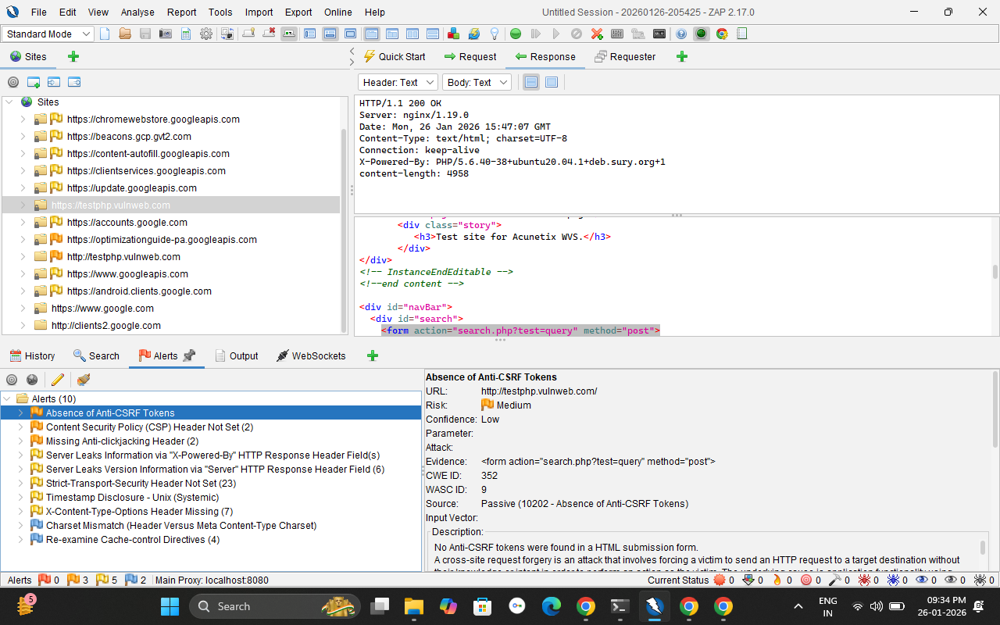 File Edit View Analyse Report Tools Import Export Online Help
Untitled Session - 20260126-205425 - ZAP 2.17.0
Standard Mode
Sites
Quick Start Request Response Requester
Header: Text Body: Text
Sites
https://chromewebstore.googleapis.com
https://beacons.gcp.gvt2.com
https://content-autofill.googleapis.com
https://clientservices.googleapis.com
https://update.googleapis.com
https://testphp.vulnweb.com
https://accounts.google.com
https://optimizationguide-pa.googleapis.com
http://testphp.vulnweb.com
https://www.googleapis.com
https://android.clients.google.com
https://www.google.com
http://clients2.google.com
HTTP/1.1 200 OK
Server: nginx/1.19.0
Date: Mon, 26 Jan 2026 15:47:07 GMT
Content-Type: text/html; charset=UTF-8
Connection: keep-alive
X-Powered-By: PHP/5.6.40-38+ubuntu20.04.1+deb.sury.org+1
content-length: 4958
<div class="story">
<h3>Test site for Acunetix WVS.</h3>
</div>
</div>
<!-- InstanceEndEditable -->
<!--end content -->
<div id="navBar">
<div id="search">
<form action="search.php?test=query" method="post">
History Search Alerts Output WebSockets
Alerts (10)
Absence of Anti-CSRF Tokens
Content Security Policy (CSP) Header Not Set (2)
Missing Anti-clickjacking Header (2)
Server Leaks Information via "X-Powered-By" HTTP Response Header Field(s)
Server Leaks Version Information via "Server" HTTP Response Header Field (6)
Strict-Transport-Security Header Not Set (23)
Timestamp Disclosure - Unix (Systemic)
X-Content-Type-Options Header Missing (7)
Charset Mismatch (Header Versus Meta Content-Type Charset)
Re-examine Cache-control Directives (4)
Absence of Anti-CSRF Tokens
URL: http://testphp.vulnweb.com/
Risk: Medium
Confidence: Low
Parameter:
Attack:
Evidence: <form action="search.php?test=query" method="post">
CWE ID: 352
WASC ID: 9
Source: Passive (10202 - Absence of Anti-CSRF Tokens)
Input Vector:
Description:
No Anti-CSRF tokens were found in a HTML submission form.
A cross-site request forgery is an attack that involves forcing a victim to send an HTTP request to a target destination without
Alerts 0 3 5 2 Main Proxy: localhost:8080
Current Status 0 0 0 0 0 0 0 0 0 0
5
Search
ENG
IN
09:34 PM
26-01-2026